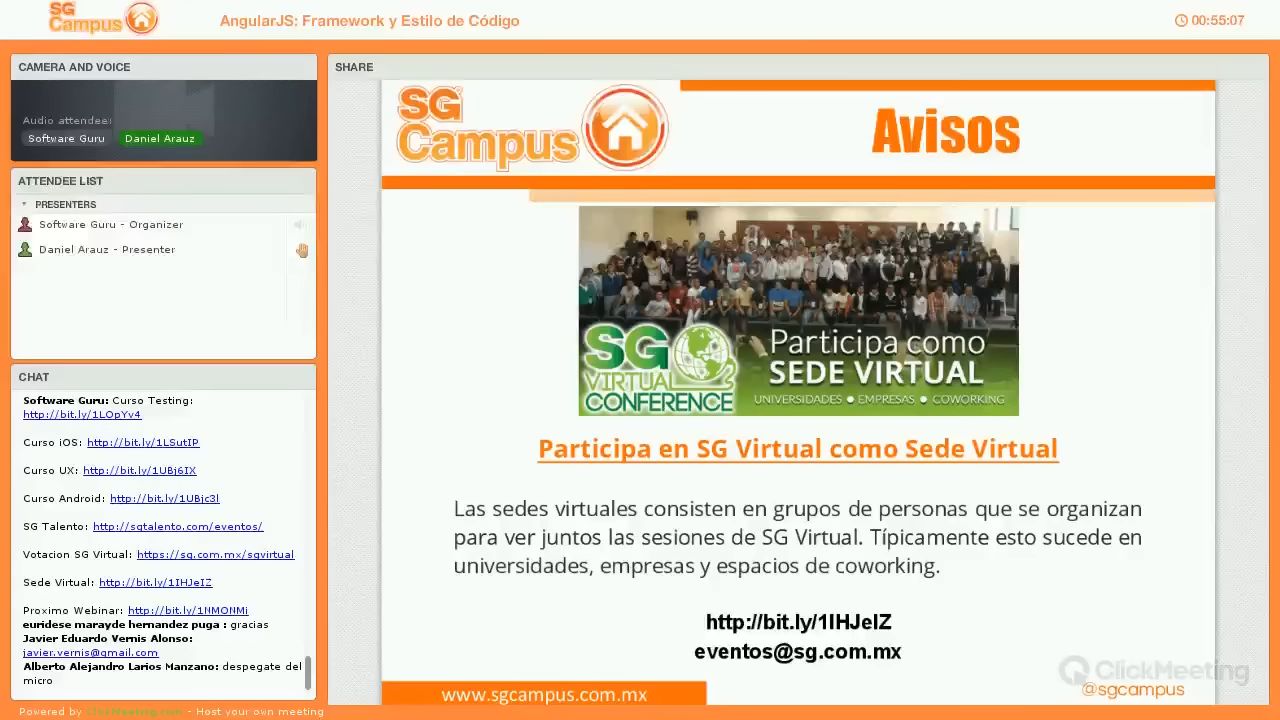 SG Campus
AngularJS: Framework y Estilo de Código
00:55:07
CAMERA AND VOICE
Audio attendees
Software Guru
Daniel Arauz
ATTENDEE LIST
PRESENTERS
Software Guru - Organizer
Daniel Arauz - Presenter
CHAT
Software Guru: Curso Testing:
http://bit.ly/1LOpYv4
Curso iOS: http://bit.ly/1LSutIP
Curso UX: http://bit.ly/1UBj6IX
Curso Android: http://bit.ly/1UBjc3l
SG Talento: http://sgtalento.com/eventos/
Votacion SG Virtual: https://sg.com.mx/sgvirtual
Sede Virtual: http://bit.ly/1IHJeIZ
Proximo Webinar: http://bit.ly/1NMONMi
euridese marayde hernandez puga : gracias
Javier Eduardo Vernis Alonso:
javier.vernis@gmail.com
Alberto Alejandro Larios Manzano: despegate del
micro
Powered by ClickMeeting.com - Host your own meeting
SHARE
SG
Campus
Avisos
SG
VIRTUAL
CONFERENCE
Participa como
SEDE VIRTUAL
UNIVERSIDADES ● EMPRESAS ● COWORKING
Participa en SG Virtual como Sede Virtual
Las sedes virtuales consisten en grupos de personas que se organizan
para ver juntos las sesiones de SG Virtual. Típicamente esto sucede en
universidades, empresas y espacios de coworking.
http://bit.ly/1IHJeIZ
eventos@sg.com.mx
www.sgcampus.com.mx
ClickMeeting
@sgcampus